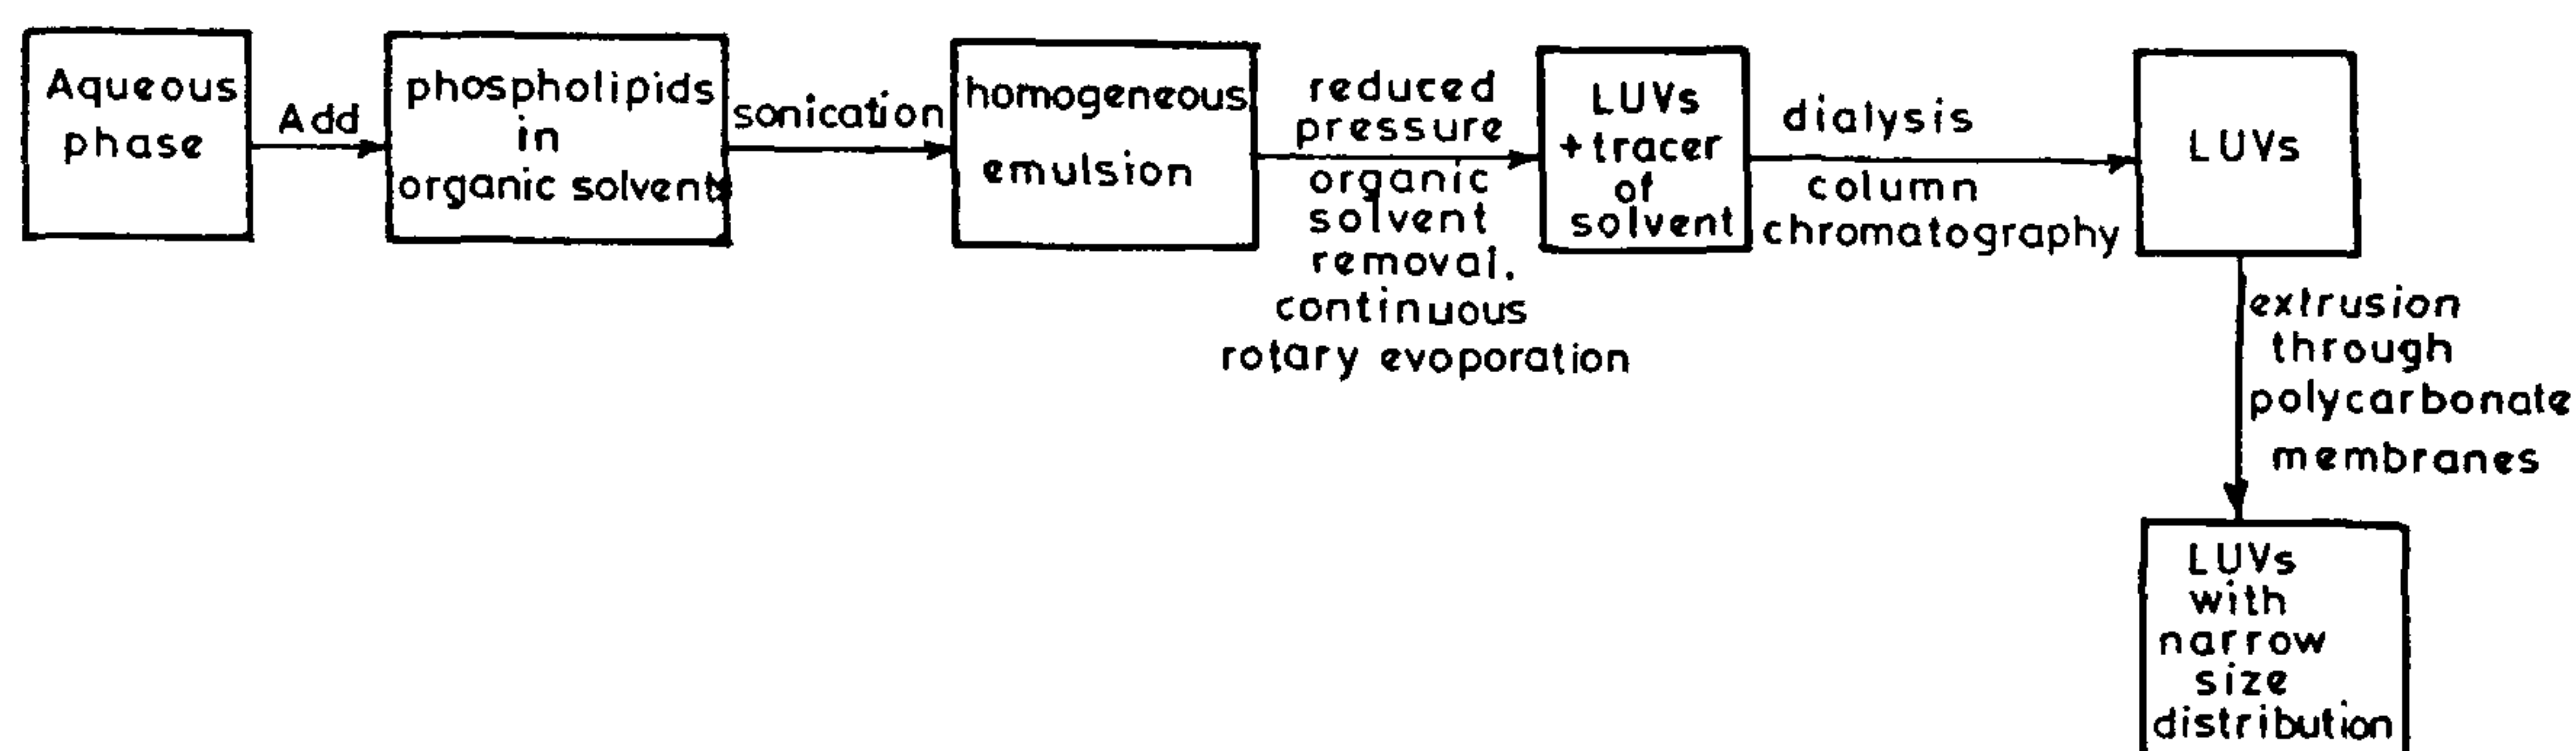 Aqueous
phase
Add
phospholipids
in
organic solvents
sonication
homogeneous
emulsion
reduced
pressure
organic
solvent
removal.
continuous
rotary evoporation
LUVs
+ tracer
of
solvent
dialysis
column
chromatography
LUVs
extrusion
through
polycarbonate
membranes
LUVs
with
narrow
size
distribution